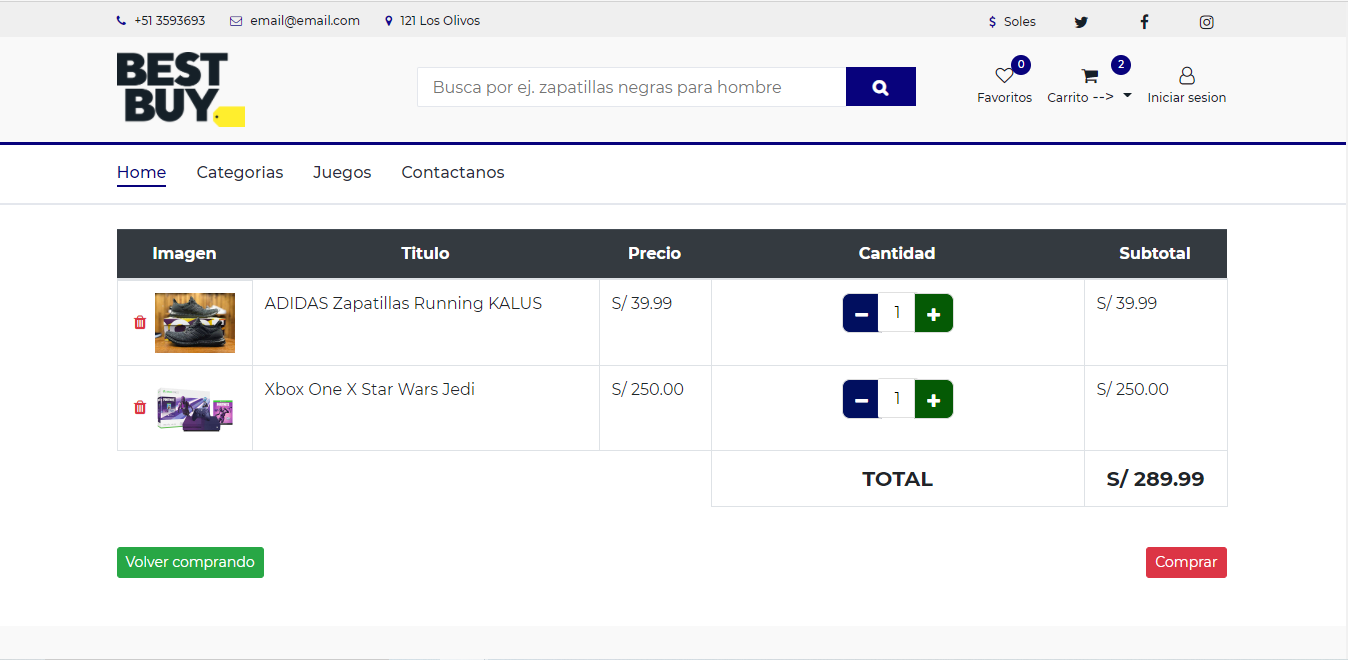 +51 3593693 email@email.com 121 Los Olivos $ Soles
BEST
BUY
Busca por ej. zapatillas negras para hombre
0
2
Favoritos Carrito --> Iniciar sesion
Home Categorias Juegos Contactanos
Imagen Titulo Precio Cantidad Subtotal
ADIDAS Zapatillas Running KALUS S/ 39.99 1 S/ 39.99
Xbox One X Star Wars Jedi S/ 250.00 1 S/ 250.00
TOTAL S/ 289.99
Volver comprando Comprar